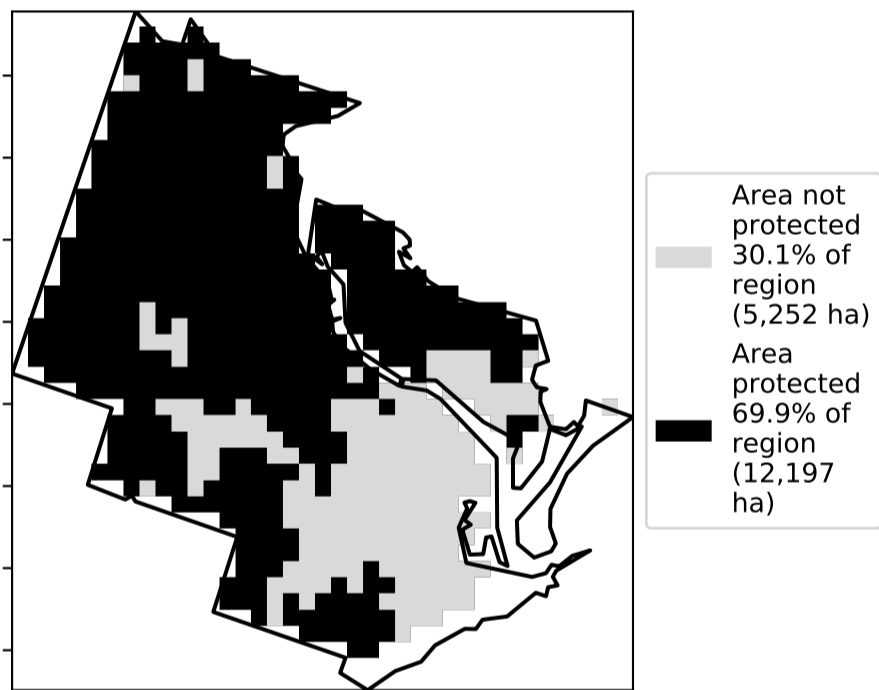 Area not
protected
30.1% of
region
(5,252 ha)
Area
protected
69.9% of
region
(12,197
ha)